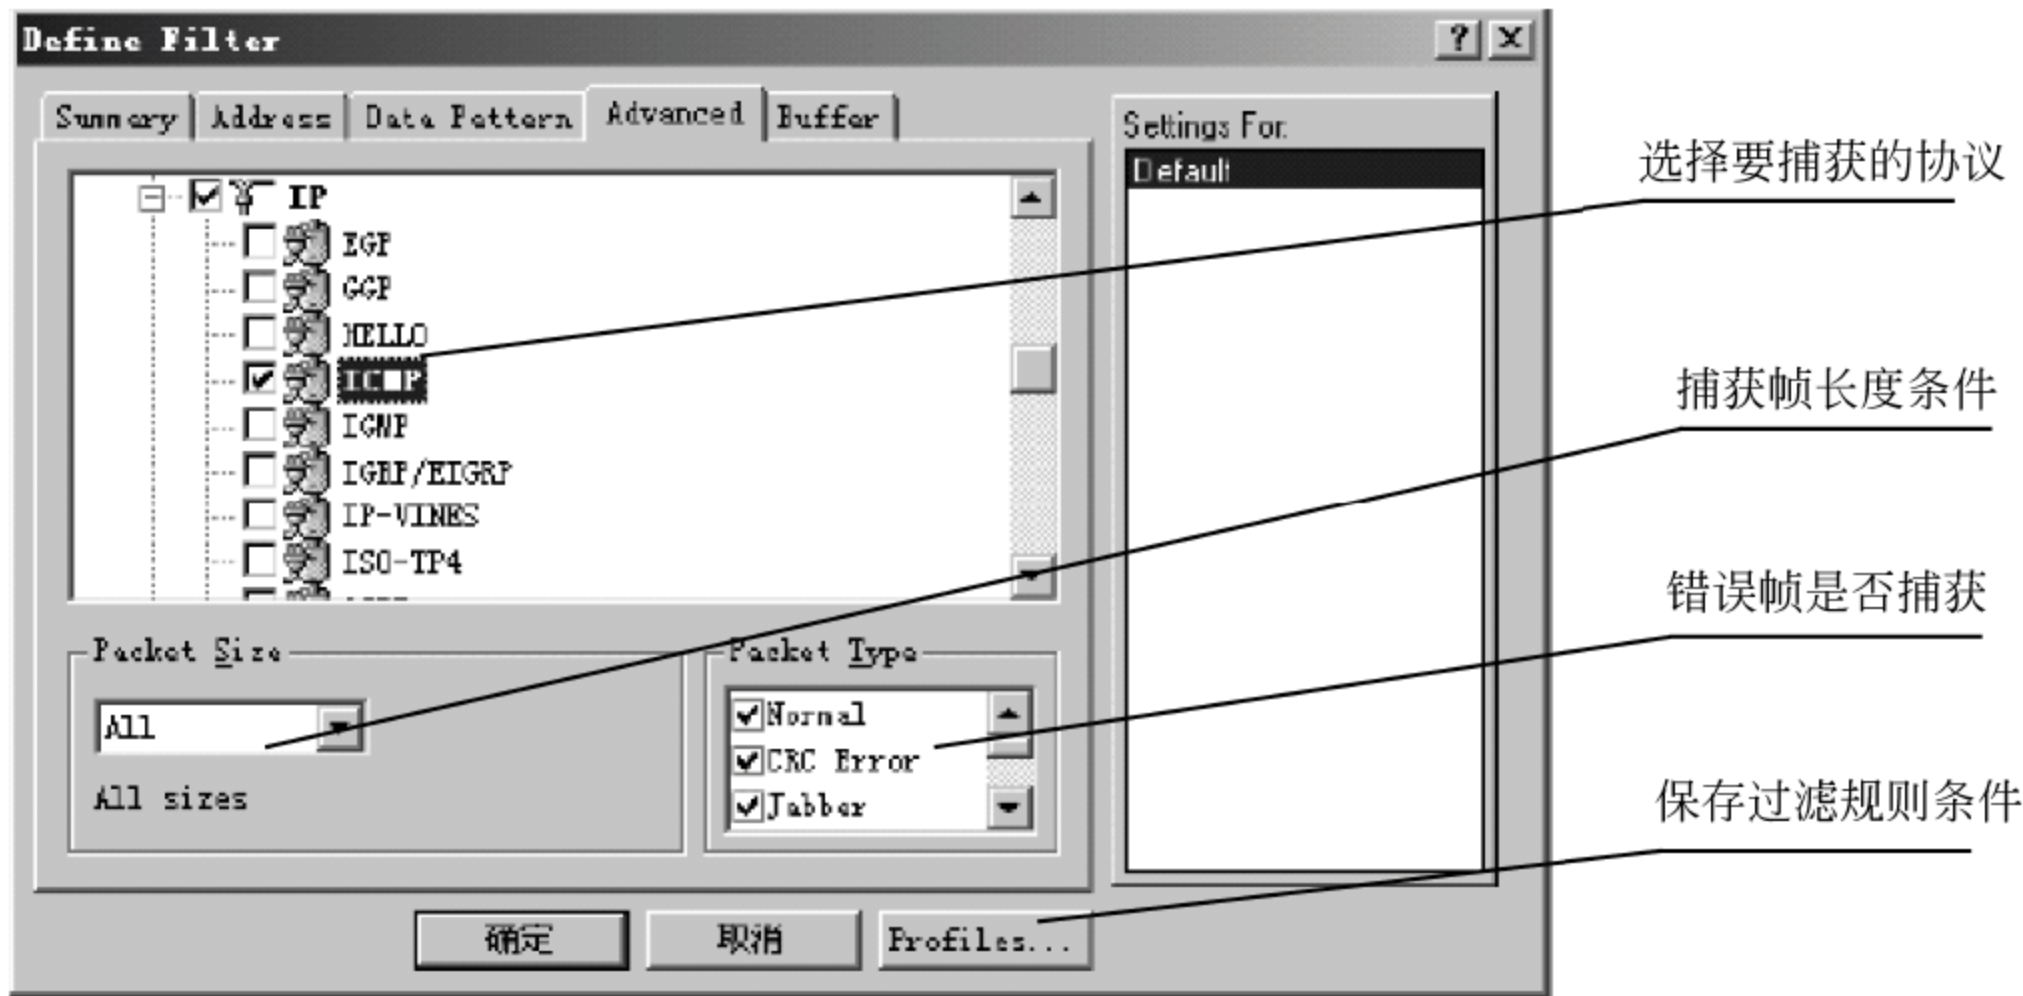 Define Filter
Summary Address Data Pattern Advanced Buffer
Settings For:
Default
选择要捕获的协议
IP
EGP
GGP
HELLO
IGMP
IGRP/EIGRP
IP-VINES
ISO-TP4
捕获帧长度条件
错误帧是否捕获
Packet Size
All
All sizes
Packet Type
Normal
CRC Error
Jabber
保存过滤规则条件
确定 取消 Profiles...